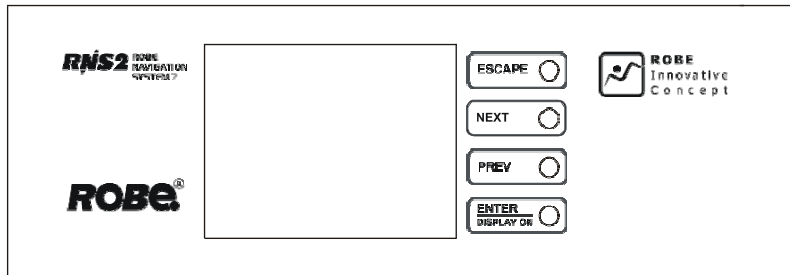 RNS2 ROBE
NAVIGATION
SYSTEM 2
ROBE®
ESCAPE
NEXT
PREV
ENTER
DISPLAY ON
ROBE
Innovative
Concept